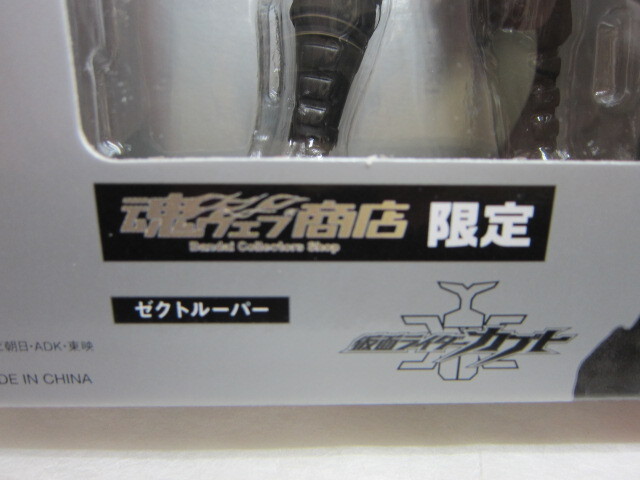 魂ウェブ商店 限定
Bandai Collectors Shop
ゼクトルーパー
仮面ライダーカブト
朝日・ADK・東映
DE IN CHINA